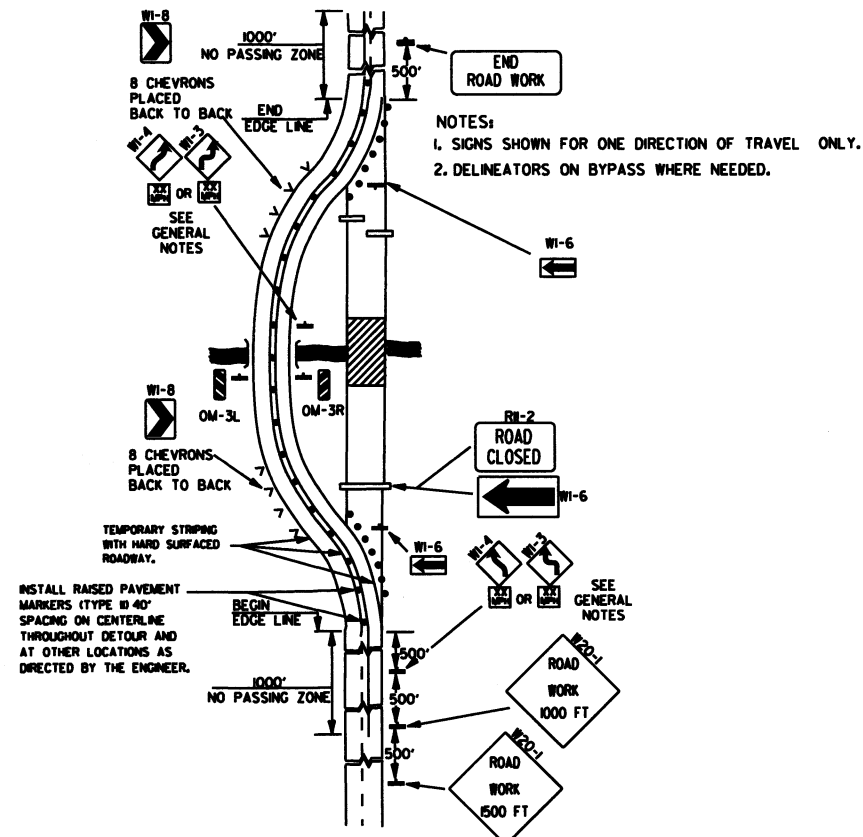 W1-8
1000'
NO PASSING ZONE
500'
END
ROAD WORK
8 CHEVRONS
PLACED
BACK TO BACK
END
EDGE LINE
NOTES:
1. SIGNS SHOWN FOR ONE DIRECTION OF TRAVEL ONLY.
2. DELINEATORS ON BYPASS WHERE NEEDED.
W1-4
W1-3
XX
MPH
OR
XX
MPH
SEE
GENERAL
NOTES
W1-6
OM-3L
OM-3R
W1-8
8 CHEVRONS
PLACED
BACK TO BACK
R11-2
ROAD
CLOSED
W1-6
TEMPORARY STRIPING
WITH HARD SURFACED
ROADWAY.
W1-6
W1-4
W1-3
XX
MPH
OR
XX
MPH
SEE
GENERAL
NOTES
INSTALL RAISED PAVEMENT
MARKERS (TYPE II) 40'
SPACING ON CENTERLINE
THROUGHOUT DETOUR AND
AT OTHER LOCATIONS AS
DIRECTED BY THE ENGINEER.
BEGIN
EDGE LINE
500'
1000'
NO PASSING ZONE
500'
W20-1
ROAD
WORK
1000 FT
500'
W20-1
ROAD
WORK
1500 FT